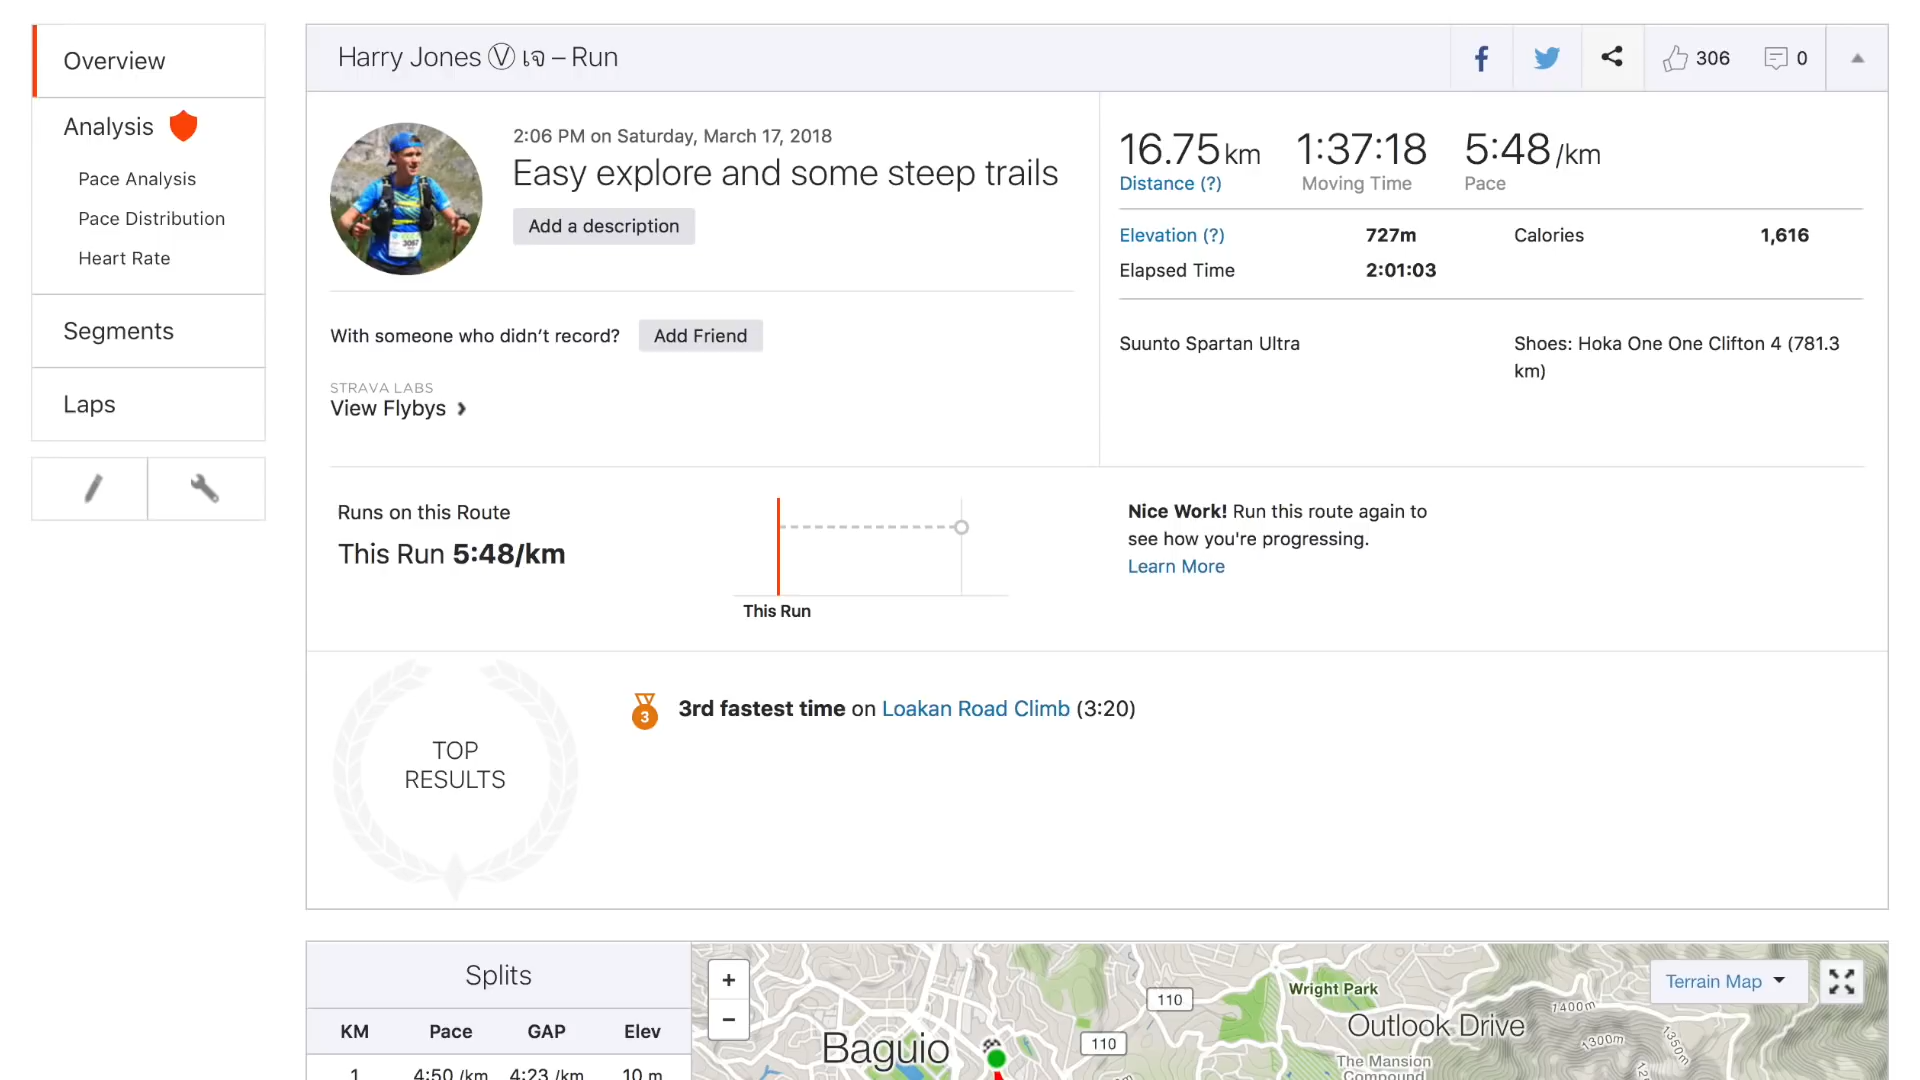 Overview
Analysis
Pace Analysis
Pace Distribution
Heart Rate
Segments
Laps
Harry Jones Ⓥ เจ – Run
306
0
2:06 PM on Saturday, March 17, 2018
Easy explore and some steep trails
Add a description
With someone who didn’t record?
Add Friend
STRAVA LABS
View Flybys
16.75 km
1:37:18
5:48 /km
Distance (?)
Moving Time
Pace
Elevation (?)
727m
Calories
1,616
Elapsed Time
2:01:03
Suunto Spartan Ultra
Shoes: Hoka One One Clifton 4 (781.3
km)
Runs on this Route
This Run 5:48/km
This Run
Nice Work! Run this route again to
see how you're progressing.
Learn More
TOP
RESULTS
3
3rd fastest time on Loakan Road Climb (3:20)
Splits
KM Pace GAP Elev
1 4:50 /km 4:23 /km 10 m
+
−
Baguio
110
110
Wright Park
Outlook Drive
The Mansion
Compound
1400m
1300m
1350m
Terrain Map